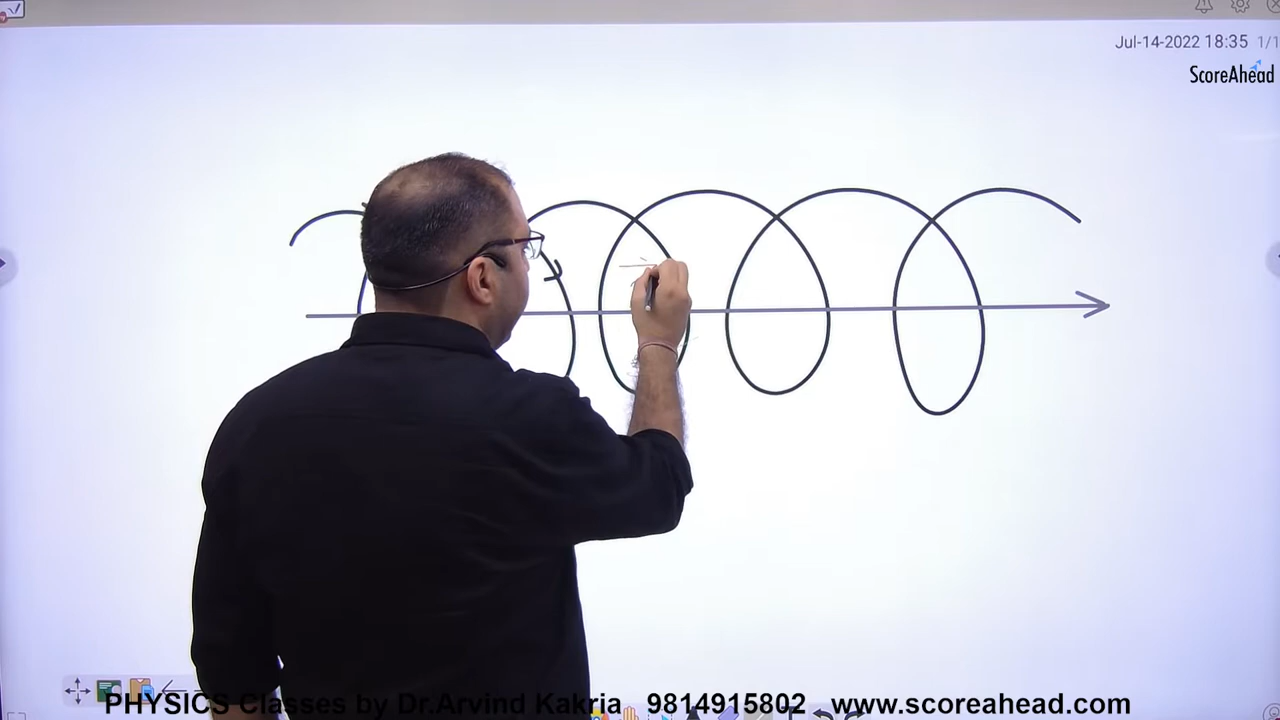 Jul-14-2022 18:35 1/1
ScoreAhead
PHYSICS Classes by Dr.Arvind Kakria 9814915802 www.scoreahead.com